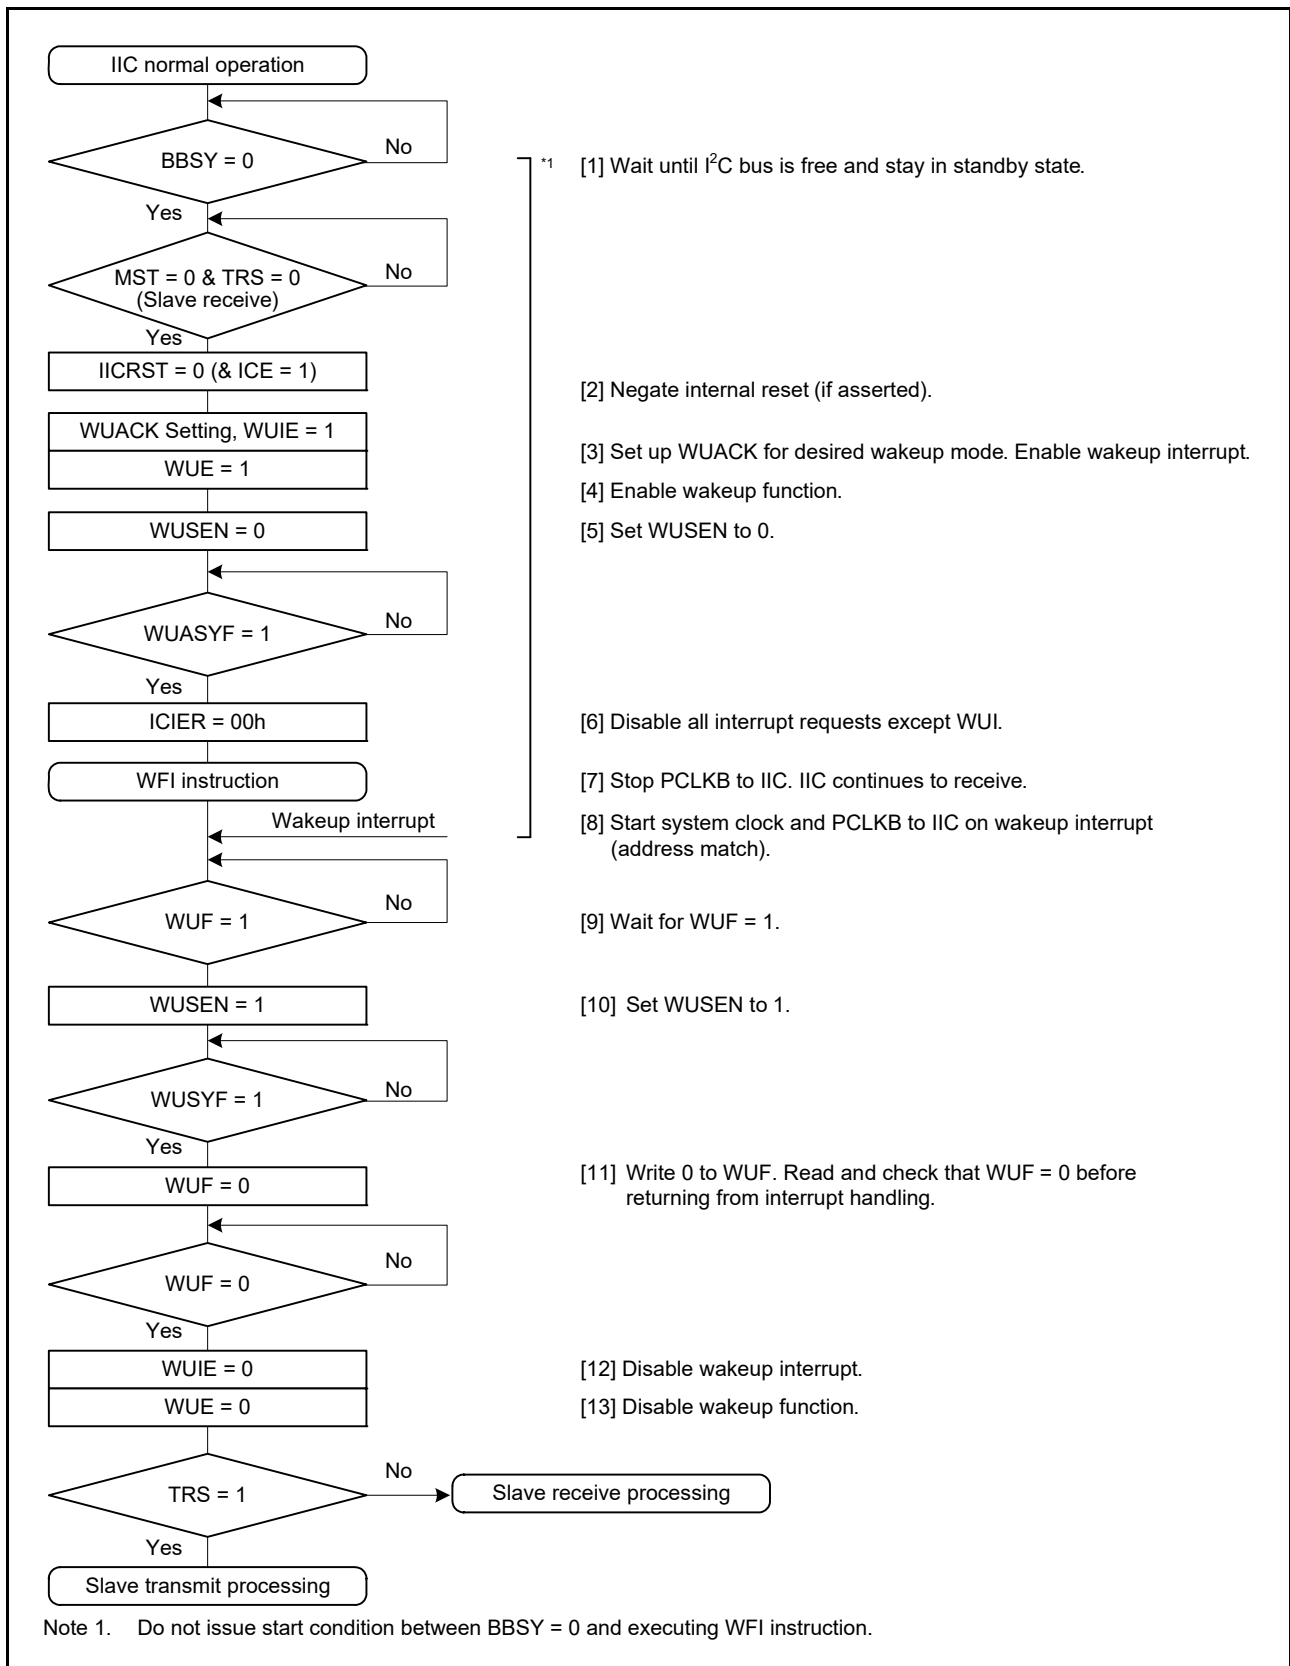 IIC normal operation
No
BBSY = 0
*1 [1] Wait until I²C bus is free and stay in standby state.
Yes
MST = 0 & TRS = 0
(Slave receive)
No
Yes
IICRST = 0 (& ICE = 1)
[2] Negate internal reset (if asserted).
WUACK Setting, WUIE = 1
[3] Set up WUACK for desired wakeup mode. Enable wakeup interrupt.
WUE = 1
[4] Enable wakeup function.
WUSEN = 0
[5] Set WUSEN to 0.
No
WUASYF = 1
Yes
ICIER = 00h
[6] Disable all interrupt requests except WUI.
WFI instruction
[7] Stop PCLKB to IIC. IIC continues to receive.
Wakeup interrupt
[8] Start system clock and PCLKB to IIC on wakeup interrupt
(address match).
No
WUF = 1
[9] Wait for WUF = 1.
WUSEN = 1
[10] Set WUSEN to 1.
WUSYF = 1
No
Yes
WUF = 0
[11] Write 0 to WUF. Read and check that WUF = 0 before
returning from interrupt handling.
No
WUF = 0
Yes
WUIE = 0
[12] Disable wakeup interrupt.
WUE = 0
[13] Disable wakeup function.
No
TRS = 1
Slave receive processing
Yes
Slave transmit processing
Note 1. Do not issue start condition between BBSY = 0 and executing WFI instruction.